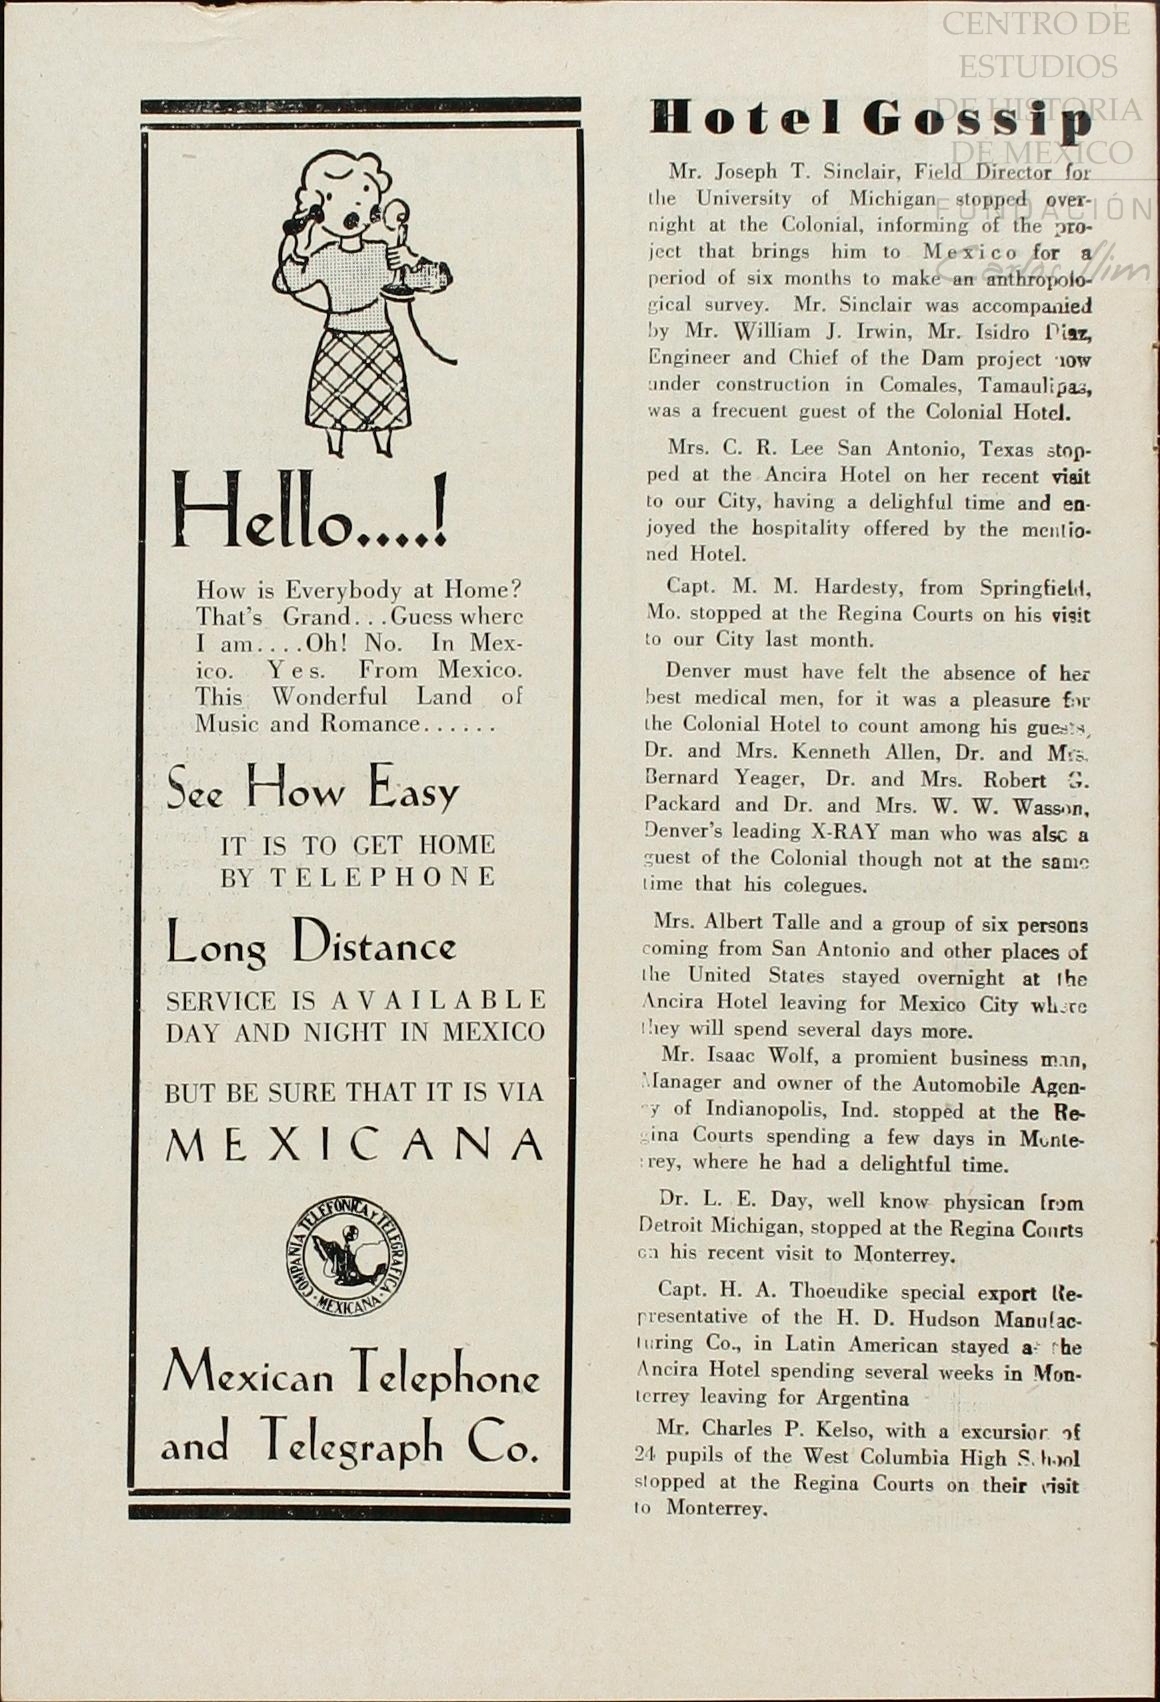 Hello....!
How is Everybody at Home?
That's Grand...Guess where
I am....Oh! No. In Mex-
ico. Yes. From Mexico.
This Wonderful Land of
Music and Romance......
See How Easy
IT IS TO GET HOME
BY TELEPHONE
Long Distance
SERVICE IS AVAILABLE
DAY AND NIGHT IN MEXICO
BUT BE SURE THAT IT IS VIA
MEXICANA
COMPAÑIA TELEFONICA Y TELEGRAFICA
MEXICANA
Mexican Telephone
and Telegraph Co.
Hotel Gossip
Mr. Joseph T. Sinclair, Field Director for
the University of Michigan stopped over-
night at the Colonial, informing of the pro-
ject that brings him to Mexico for a
period of six months to make an anthropolo-
gical survey. Mr. Sinclair was accompanied
by Mr. William J. Irwin, Mr. Isidro Diaz,
Engineer and Chief of the Dam project now
under construction in Comales, Tamaulipas,
was a frecuent guest of the Colonial Hotel.
Mrs. C. R. Lee San Antonio, Texas stop-
ped at the Ancira Hotel on her recent visit
to our City, having a delighful time and en-
joyed the hospitality offered by the mentio-
ned Hotel.
Capt. M. M. Hardesty, from Springfield,
Mo. stopped at the Regina Courts on his visit
to our City last month.
Denver must have felt the absence of her
best medical men, for it was a pleasure for
the Colonial Hotel to count among his guests,
Dr. and Mrs. Kenneth Allen, Dr. and Mrs.
Bernard Yeager, Dr. and Mrs. Robert G.
Packard and Dr. and Mrs. W. W. Wasson,
Denver's leading X-RAY man who was also a
guest of the Colonial though not at the same
time that his colegues.
Mrs. Albert Talle and a group of six persons
coming from San Antonio and other places of
the United States stayed overnight at the
Ancira Hotel leaving for Mexico City where
they will spend several days more.
Mr. Isaac Wolf, a promient business man,
Manager and owner of the Automobile Agen-
cy of Indianopolis, Ind. stopped at the Re-
gina Courts spending a few days in Monte-
rrey, where he had a delightful time.
Dr. L. E. Day, well know physican from
Detroit Michigan, stopped at the Regina Courts
on his recent visit to Monterrey.
Capt. H. A. Thoeudike special export Re-
presentative of the H. D. Hudson Manufac-
turing Co., in Latin American stayed at the
Ancira Hotel spending several weeks in Mon-
terrey leaving for Argentina
Mr. Charles P. Kelso, with a excursion of
24 pupils of the West Columbia High School
stopped at the Regina Courts on their visit
to Monterrey.
CENTRO DE
ESTUDIOS
DE HISTORIA
DE MEXICO
FUNDACIÓN
Carlos Slim